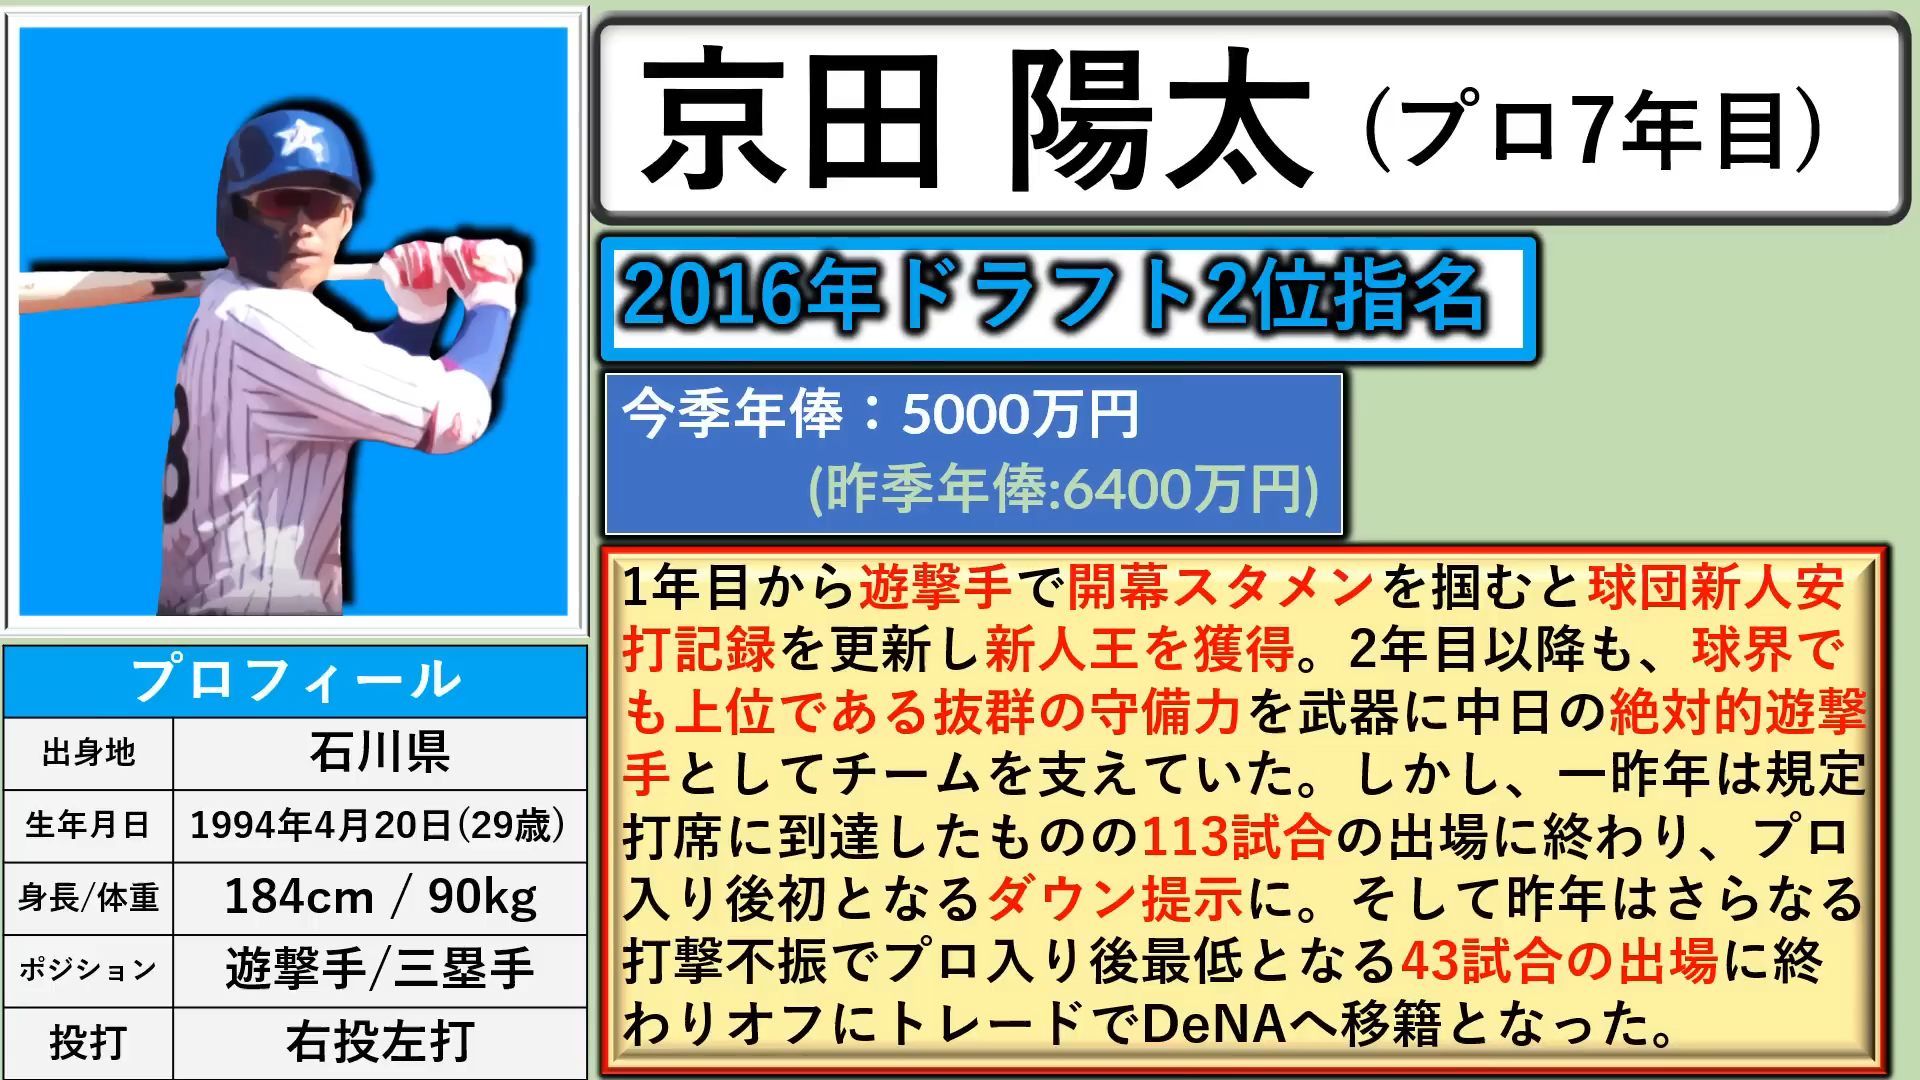 京田 陽太 (プロ7年目)
2016年ドラフト2位指名
今季年俸：5000万円
(昨季年俸:6400万円)
1年目から遊撃手で開幕スタメンを掴むと球団新人安
打記録を更新し新人王を獲得。2年目以降も、球界で
も上位である抜群の守備力を武器に中日の絶対的遊撃
手としてチームを支えていた。しかし、一昨年は規定
打席に到達したものの113試合の出場に終わり、プロ
入り後初となるダウン提示に。そして昨年はさらなる
打撃不振でプロ入り後最低となる43試合の出場に終
わりオフにトレードでDeNAへ移籍となった。
プロフィール
出身地 石川県
生年月日 1994年4月20日(29歳)
身長/体重 184cm / 90kg
ポジション 遊撃手/三塁手
投打 右投左打